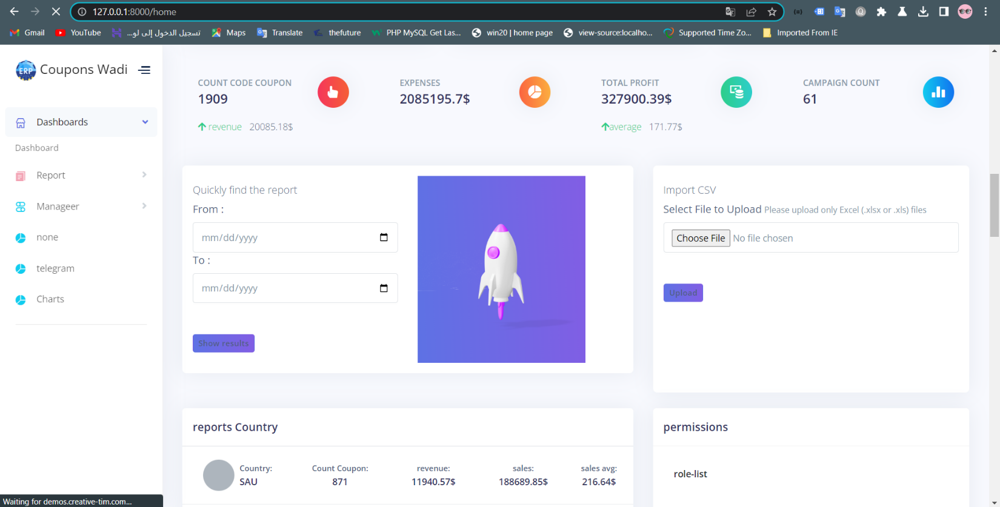 127.0.0.1:8000/home
Gmail YouTube تسجيل الدخول إلى لو... Maps Translate thefuture PHP MySQL Get Las... win20 | home page view-source:localho... Supported Time Zo... Imported From IE
ERP Coupons Wadi
Dashboards
Dashboard
Report
Manageer
none
telegram
Charts
COUNT CODE COUPON
1909
revenue 20085.18$
EXPENSES
2085195.7$
TOTAL PROFIT
327900.39$
average 171.77$
CAMPAIGN COUNT
61
Quickly find the report
From :
mm/dd/yyyy
To :
mm/dd/yyyy
Show results
Import CSV
Select File to Upload Please upload only Excel (.xlsx or .xls) files
Choose File No file chosen
Upload
reports Country
Country: Count Coupon: revenue: sales: sales avg:
SAU 871 11940.57$ 188689.85$ 216.64$
permissions
role-list
Waiting for demos.creative-tim.com...